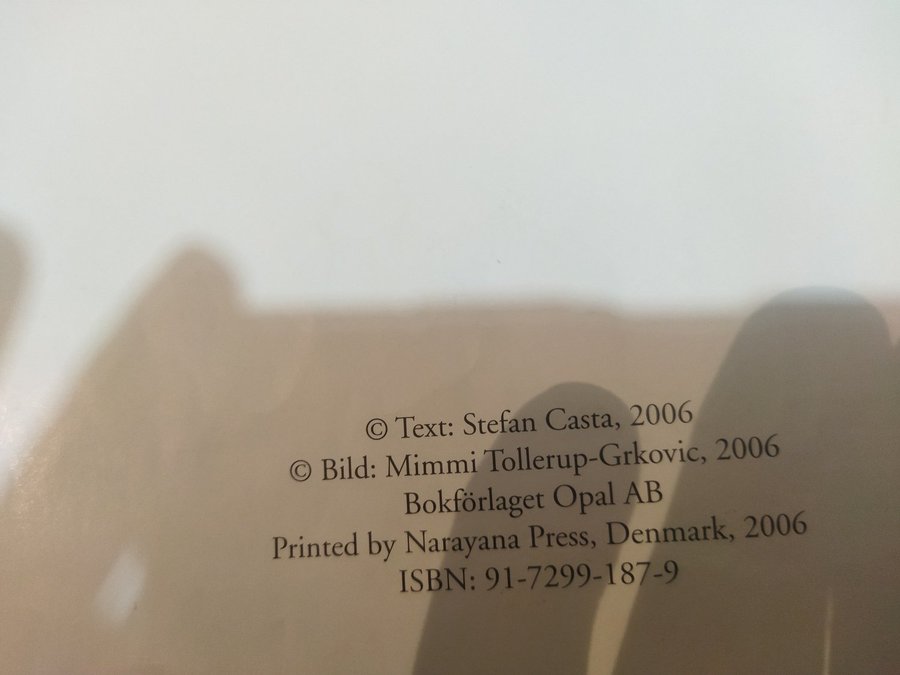 © Text: Stefan Casta, 2006
© Bild: Mimmi Tollerup-Grkovic, 2006
Bokförlaget Opal AB
Printed by Narayana Press, Denmark, 2006
ISBN: 91-7299-187-9